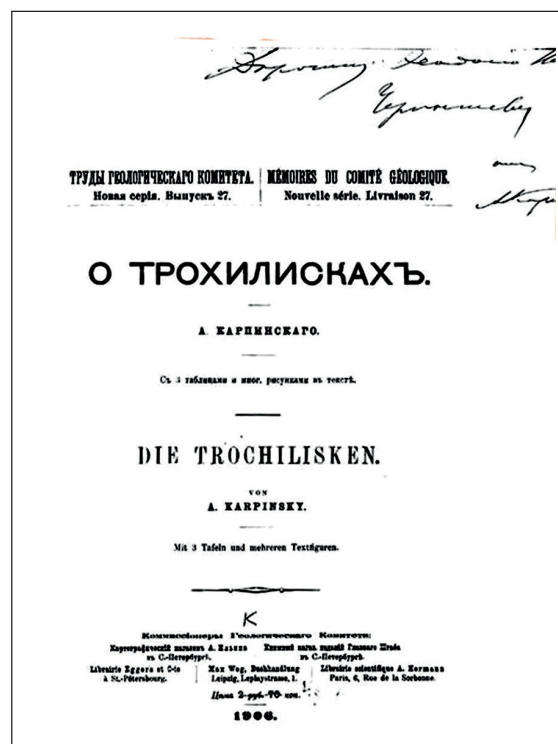 Дорогому Феодосію
Чернышеву
ТРУДЫ ГЕОЛОГИЧЕСКАГО КОМИТЕТА. | MÉMOIRES DU COMITÉ GÉOLOGIQUE.
Новая серія. Выпускъ 27. | Nouvelle série. Livraison 27.
О ТРОХИЛИСКАХЪ.
А. КАРПИНСКАГО.
Съ 3 таблицами и мног. рисунками въ текстѣ.
DIE TROCHILISKEN.
VON
A. KARPINSKY.
Mit 3 Tafeln und mehreren Textfiguren.
К
Коммиссіонеры Геологическаго Комитета:
Картографическій магазинъ А. Ильина въ С.-Петербургѣ.
Книжный магаз. изданій Главнаго Штаба въ С.-Петербургѣ.
Librairie Eggers et C-ie à St.-Pétersbourg.
Max Weg, Buchhandlung Leipzig, Leplaystrasse, 1.
Librairie scientifique A. Hermann Paris, 6, Rue de la Sorbonne.
Цѣна 2 руб. 70 коп.
1906.